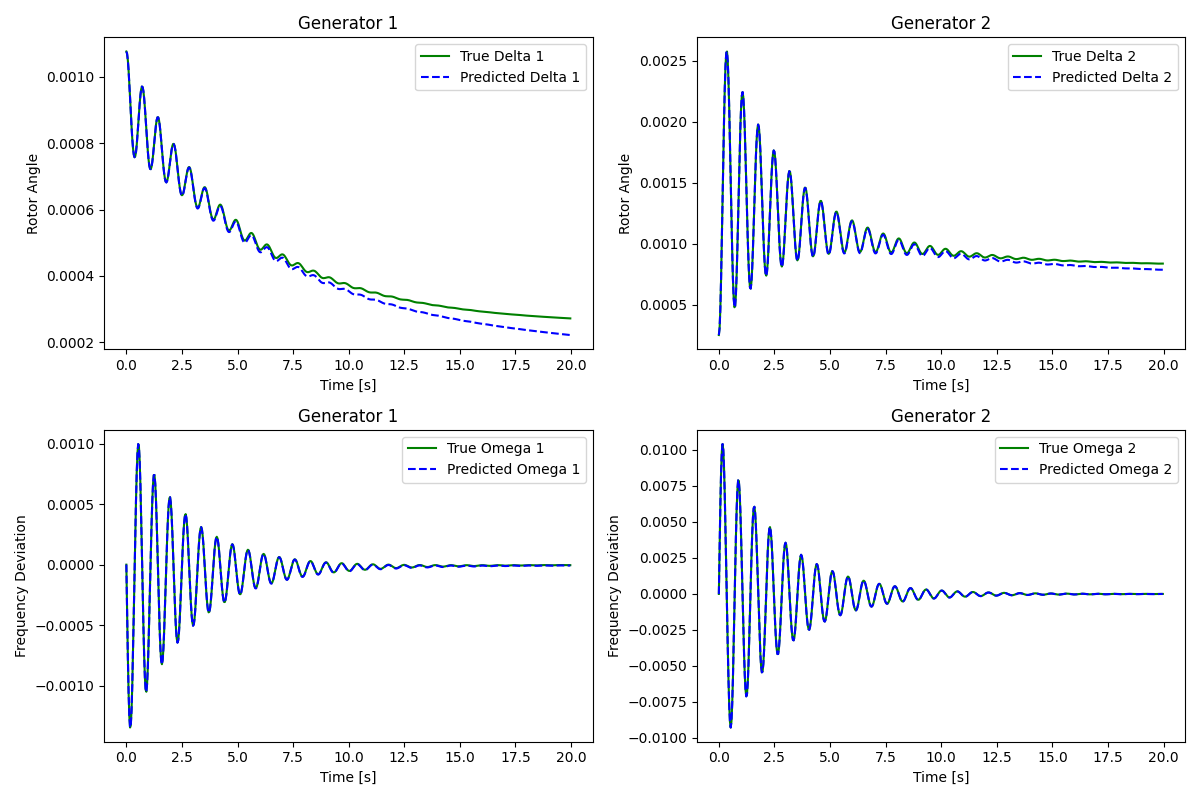 Generator 1
True Delta 1
Predicted Delta 1
Rotor Angle
0.0010
0.0008
0.0006
0.0004
0.0002
0.0 2.5 5.0 7.5 10.0 12.5 15.0 17.5 20.0
Time [s]
Generator 2
True Delta 2
Predicted Delta 2
Rotor Angle
0.0025
0.0020
0.0015
0.0010
0.0005
0.0 2.5 5.0 7.5 10.0 12.5 15.0 17.5 20.0
Time [s]
Generator 1
True Omega 1
Predicted Omega 1
Frequency Deviation
0.0010
0.0005
0.0000
−0.0005
−0.0010
0.0 2.5 5.0 7.5 10.0 12.5 15.0 17.5 20.0
Time [s]
Generator 2
True Omega 2
Predicted Omega 2
Frequency Deviation
0.0100
0.0075
0.0050
0.0025
0.0000
−0.0025
−0.0050
−0.0075
−0.0100
0.0 2.5 5.0 7.5 10.0 12.5 15.0 17.5 20.0
Time [s]